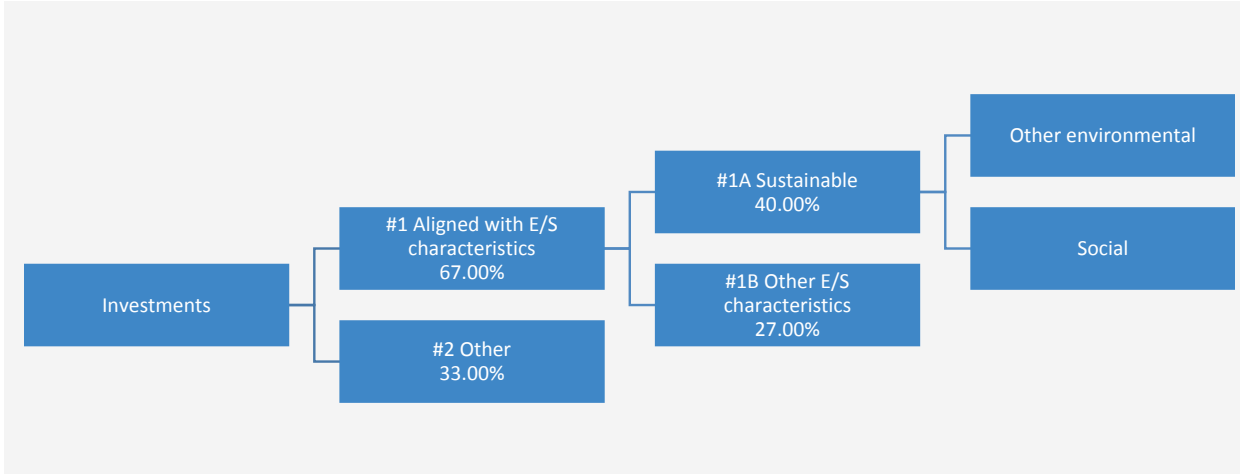 Investments
#1 Aligned with E/S
characteristics
67.00%
#2 Other
33.00%
#1A Sustainable
40.00%
#1B Other E/S
characteristics
27.00%
Other environmental
Social